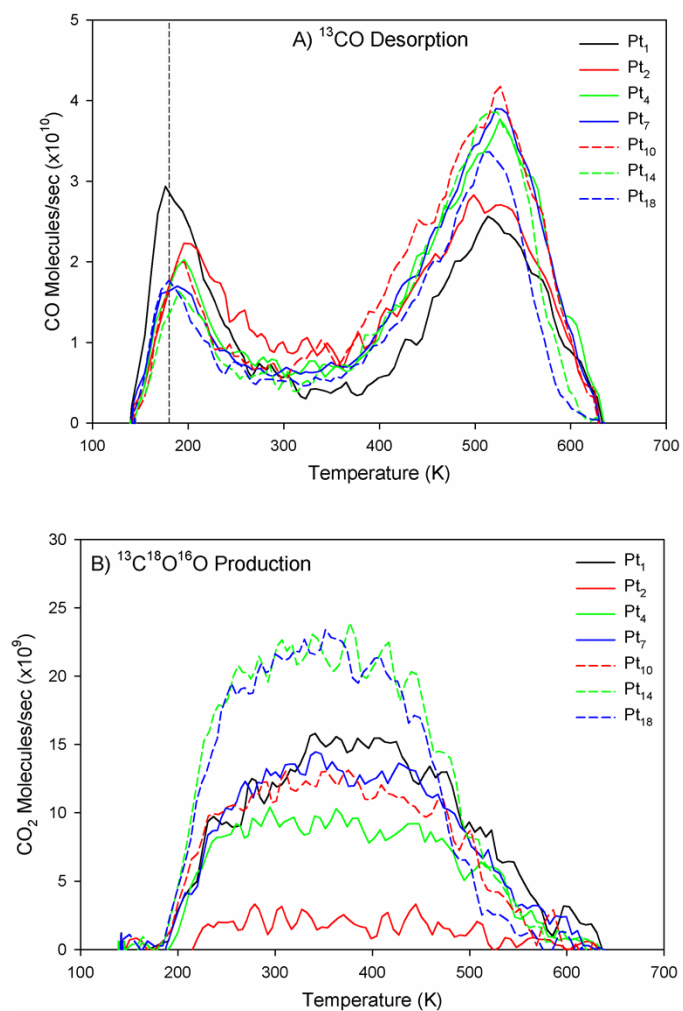 A) ¹³CO Desorption
Pt₁
Pt₂
Pt₄
Pt₇
Pt₁₀
Pt₁₄
Pt₁₈
5
4
3
2
1
0
CO Molecules/sec (x10¹⁰)
100 200 300 400 500 600 700
Temperature (K)
B) ¹³C¹⁸O¹⁶O Production
Pt₁
Pt₂
Pt₄
Pt₇
Pt₁₀
Pt₁₄
Pt₁₈
30
25
20
15
10
5
0
CO₂ Molecules/sec (x10⁹)
100 200 300 400 500 600 700
Temperature (K)